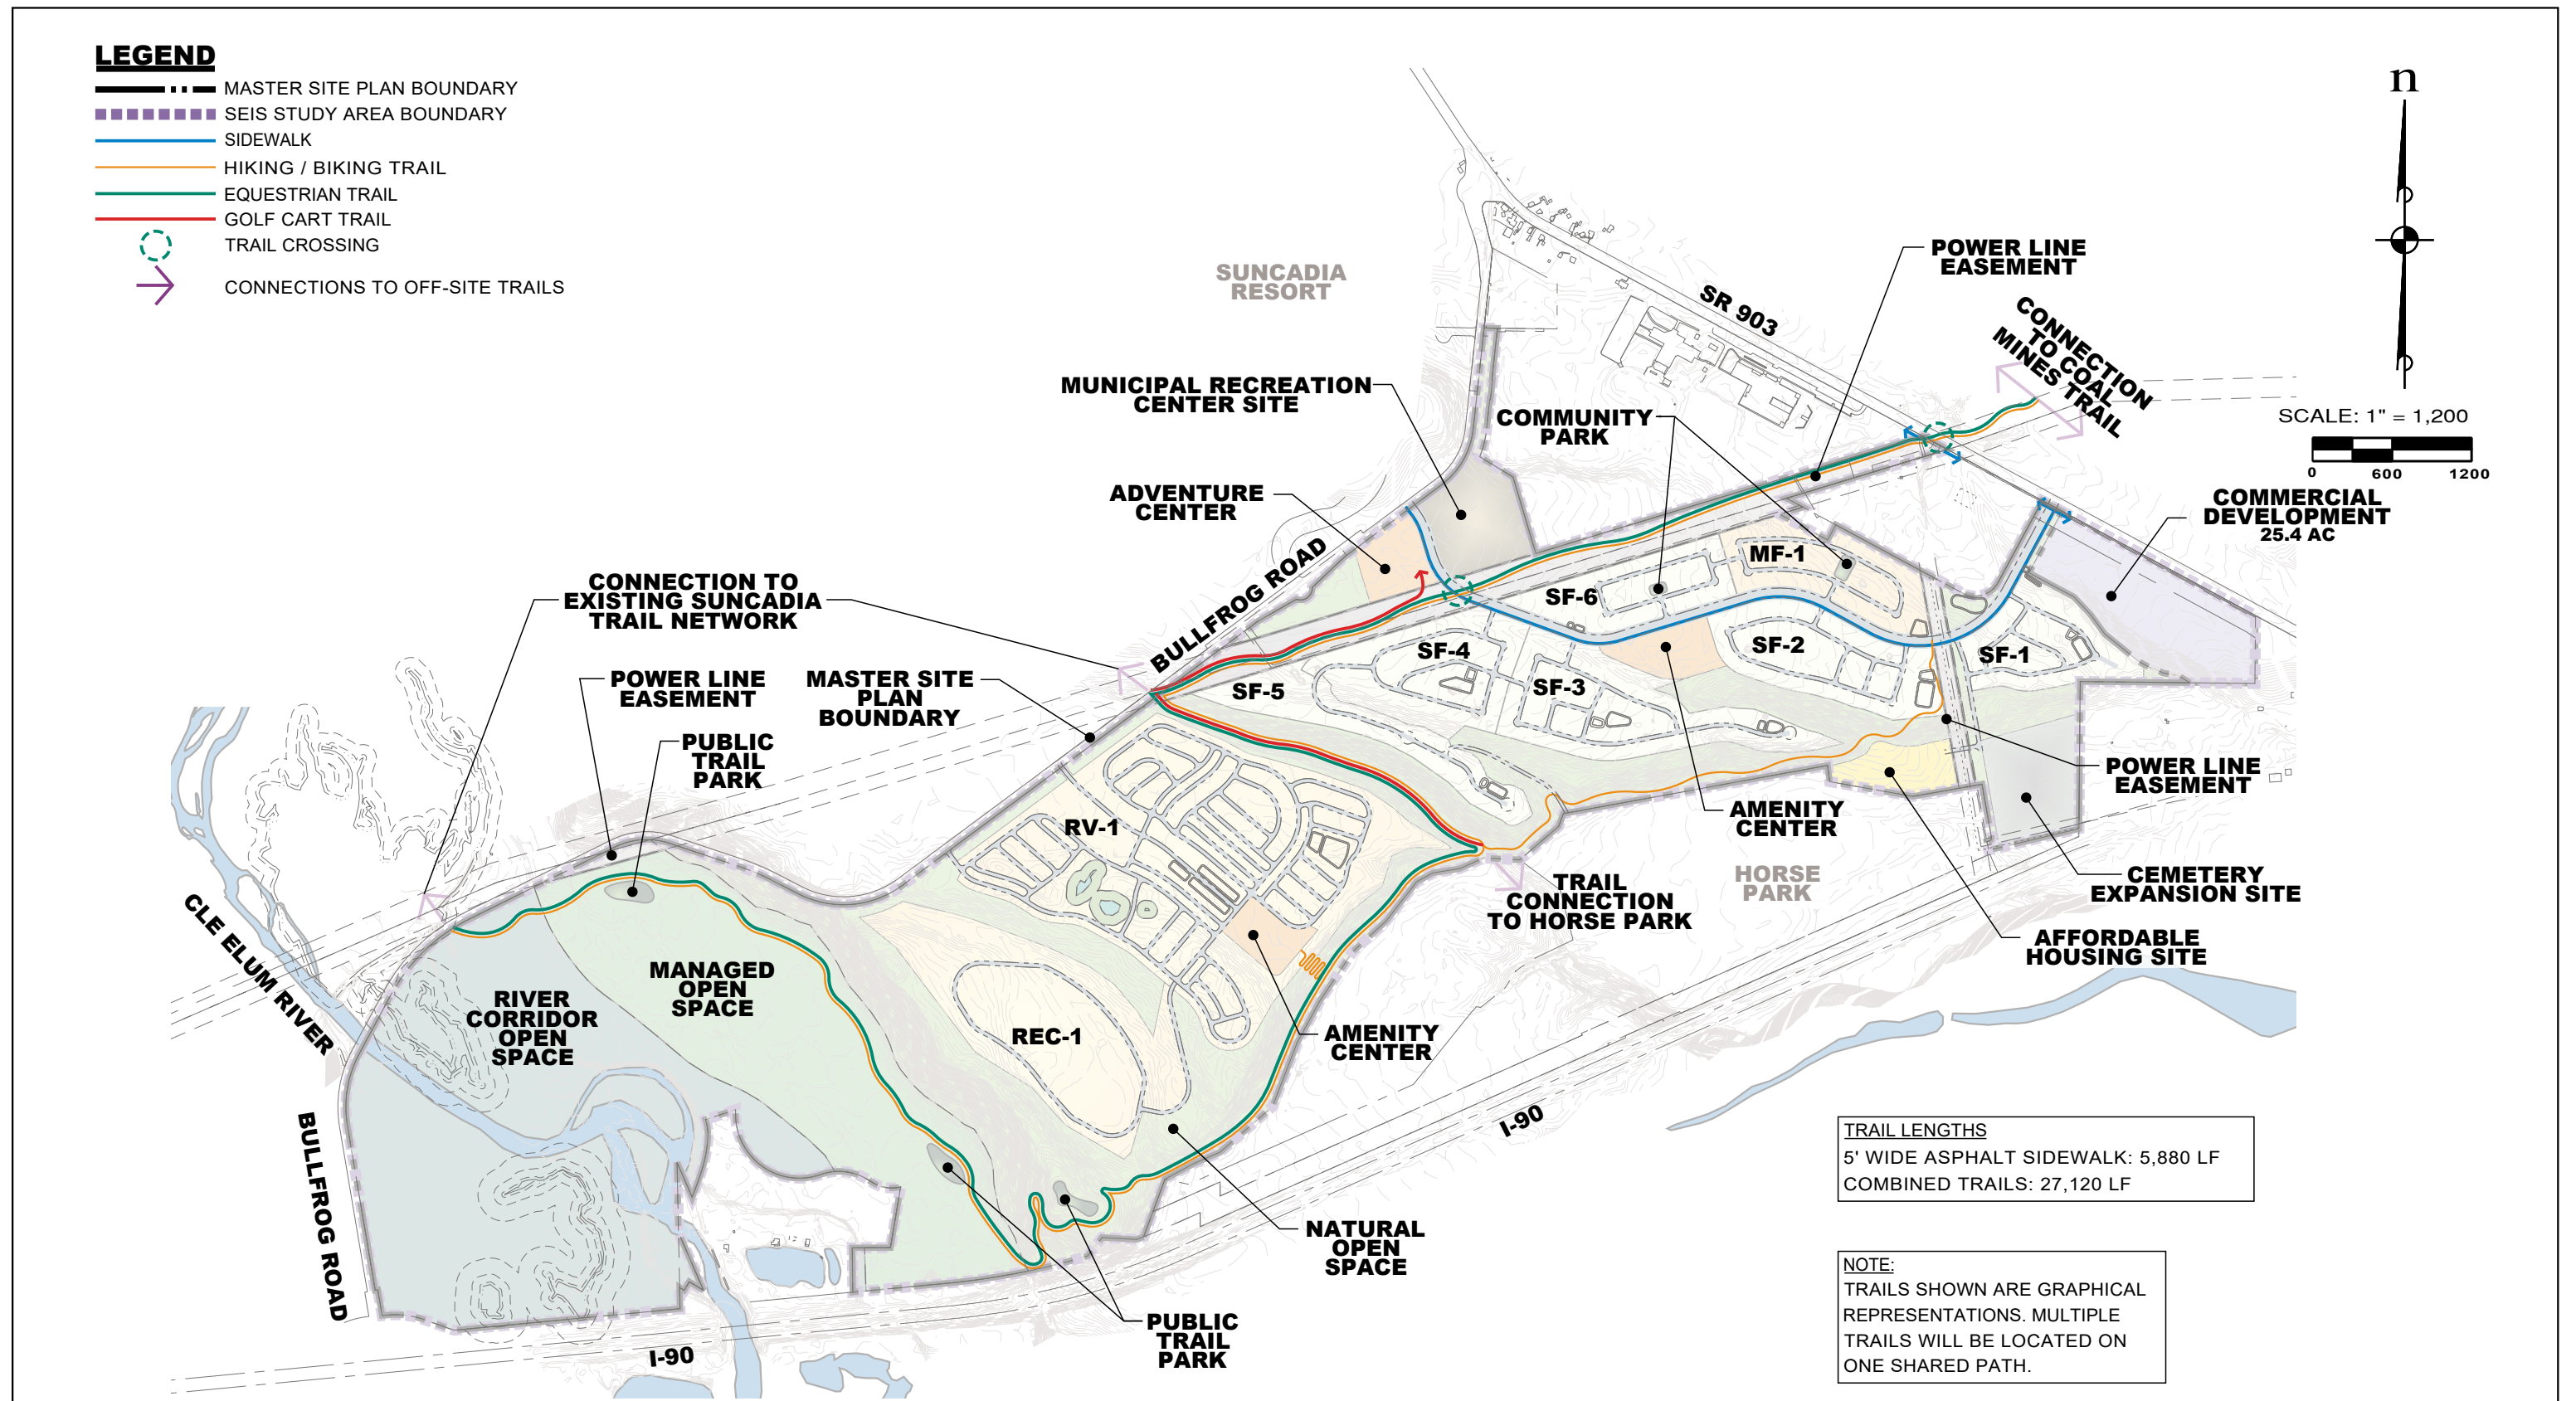 LEGEND
MASTER SITE PLAN BOUNDARY
SEIS STUDY AREA BOUNDARY
SIDEWALK
HIKING / BIKING TRAIL
EQUESTRIAN TRAIL
GOLF CART TRAIL
TRAIL CROSSING
CONNECTIONS TO OFF-SITE TRAILS
n
SCALE: 1" = 1,200
0 600 1200
SUNCADIA
RESORT
POWER LINE
EASEMENT
SR 903
CONNECTION
TO COAL
MINES TRAIL
MUNICIPAL RECREATION
CENTER SITE
COMMUNITY
PARK
ADVENTURE
CENTER
COMMERCIAL
DEVELOPMENT
25.4 AC
BULLFROG ROAD
CONNECTION TO
EXISTING SUNCADIA
TRAIL NETWORK
MF-1
SF-6
SF-4
SF-2
SF-1
SF-3
SF-5
POWER LINE
EASEMENT
MASTER SITE
PLAN
BOUNDARY
PUBLIC
TRAIL
PARK
POWER LINE
EASEMENT
AMENITY
CENTER
RV-1
HORSE
PARK
TRAIL
CONNECTION
TO HORSE PARK
CEMETERY
EXPANSION SITE
AFFORDABLE
HOUSING SITE
CLE ELUM RIVER
MANAGED
OPEN
SPACE
RIVER
CORRIDOR
OPEN
SPACE
REC-1
AMENITY
CENTER
I-90
BULLFROG ROAD
NATURAL
OPEN
SPACE
PUBLIC
TRAIL
PARK
I-90
TRAIL LENGTHS
5' WIDE ASPHALT SIDEWALK: 5,880 LF
COMBINED TRAILS: 27,120 LF
NOTE:
TRAILS SHOWN ARE GRAPHICAL
REPRESENTATIONS. MULTIPLE
TRAILS WILL BE LOCATED ON
ONE SHARED PATH.